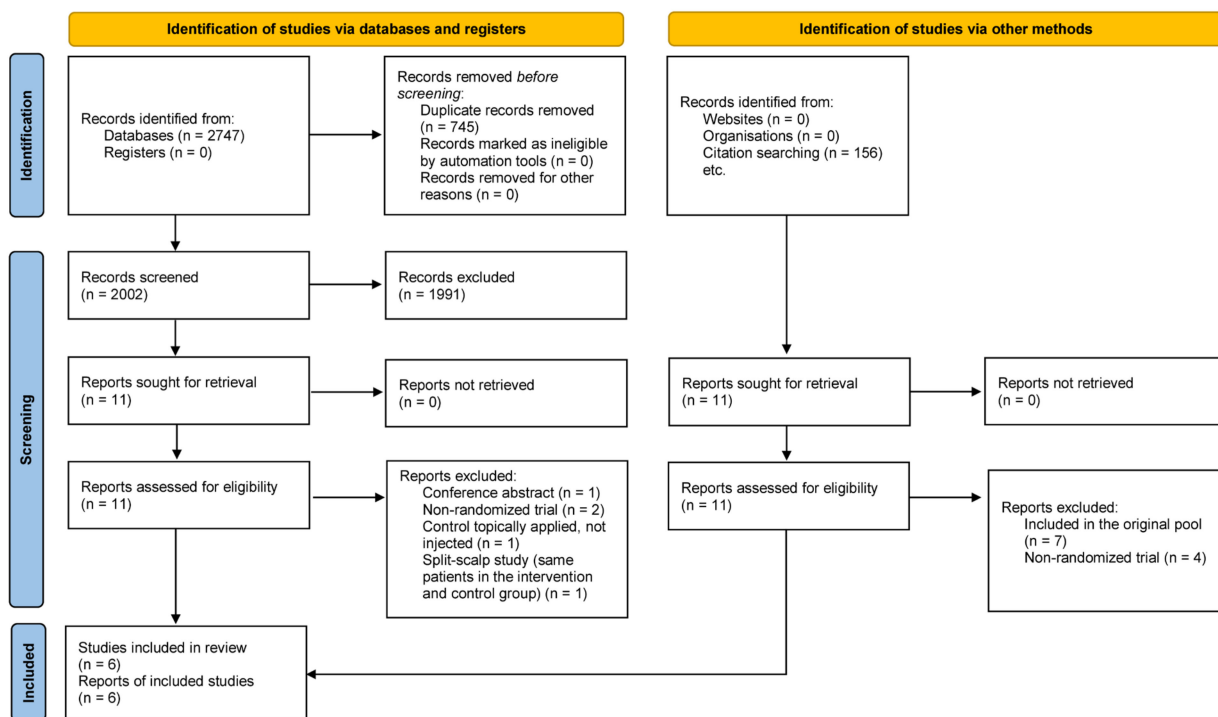 Identification of studies via databases and registers
Identification of studies via other methods
Identification
Records identified from:
Databases (n = 2747)
Registers (n = 0)
Records removed before
screening:
Duplicate records removed
(n = 745)
Records marked as ineligible
by automation tools (n = 0)
Records removed for other
reasons (n = 0)
Records identified from:
Websites (n = 0)
Organisations (n = 0)
Citation searching (n = 156)
etc.
Screening
Records screened
(n = 2002)
Records excluded
(n = 1991)
Reports sought for retrieval
(n = 11)
Reports not retrieved
(n = 0)
Reports sought for retrieval
(n = 11)
Reports not retrieved
(n = 0)
Reports assessed for eligibility
(n = 11)
Reports excluded:
Conference abstract (n = 1)
Non-randomized trial (n = 2)
Control topically applied, not
injected (n = 1)
Split-scalp study (same
patients in the intervention
and control group) (n = 1)
Reports assessed for eligibility
(n = 11)
Reports excluded:
Included in the original pool
(n = 7)
Non-randomized trial (n = 4)
Included
Studies included in review
(n = 6)
Reports of included studies
(n = 6)